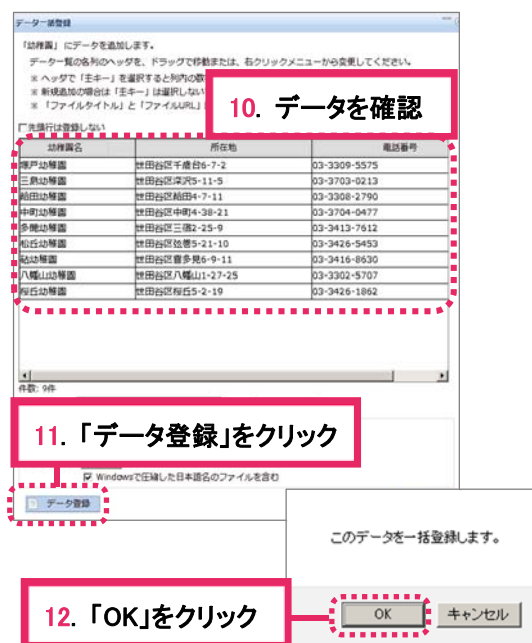 データ一括登録
「幼稚園」にデータを追加します。
データ一覧の各列のヘッダを、ドラッグで移動または、右クリックメニューから変更してください。
※ ヘッダで「主キー」を選択すると列内の数
※ 新規追加の場合は「主キー」は選択しない
※ 「ファイルタイトル」と「ファイルURL」
10. データを確認
先頭行は登録しない
幼稚園名 所在地 電話番号
塚戸幼稚園 世田谷区千歳台6-7-2 03-3309-5575
三島幼稚園 世田谷区深沢5-11-5 03-3703-0213
給田幼稚園 世田谷区給田4-7-11 03-3308-2790
中町幼稚園 世田谷区中町4-38-21 03-3704-0477
多聞幼稚園 世田谷区三宿2-25-9 03-3413-7612
松丘幼稚園 世田谷区弦巻5-21-10 03-3426-5453
砧幼稚園 世田谷区喜多見6-9-11 03-3416-8630
八幡山幼稚園 世田谷区八幡山1-27-25 03-3302-5707
桜丘幼稚園 世田谷区桜丘5-2-19 03-3426-1862
件数: 9件
11. 「データ登録」をクリック
Windowsで圧縮した日本語名のファイルを含む
データ登録
このデータを一括登録します。
12. 「OK」をクリック
OK キャンセル